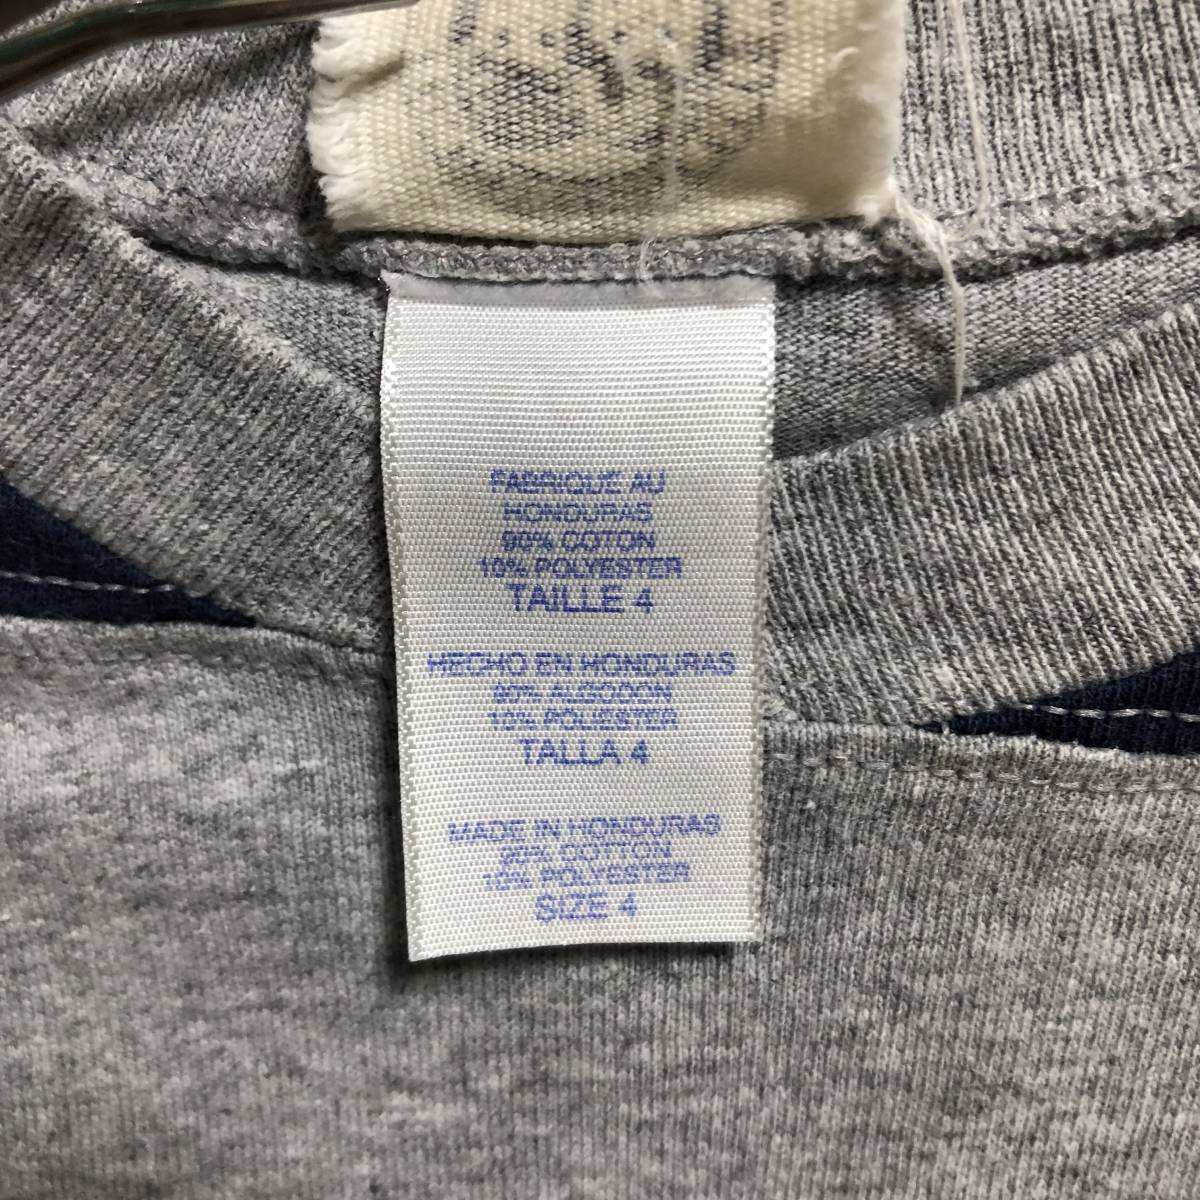 FABRIQUE AU
HONDURAS
90% COTON
10% POLYESTER
TAILLE 4
HECHO EN HONDURAS
90% ALGODON
10% POLIESTER
TALLA 4
MADE IN HONDURAS
90% COTTON
10% POLYESTER
SIZE 4